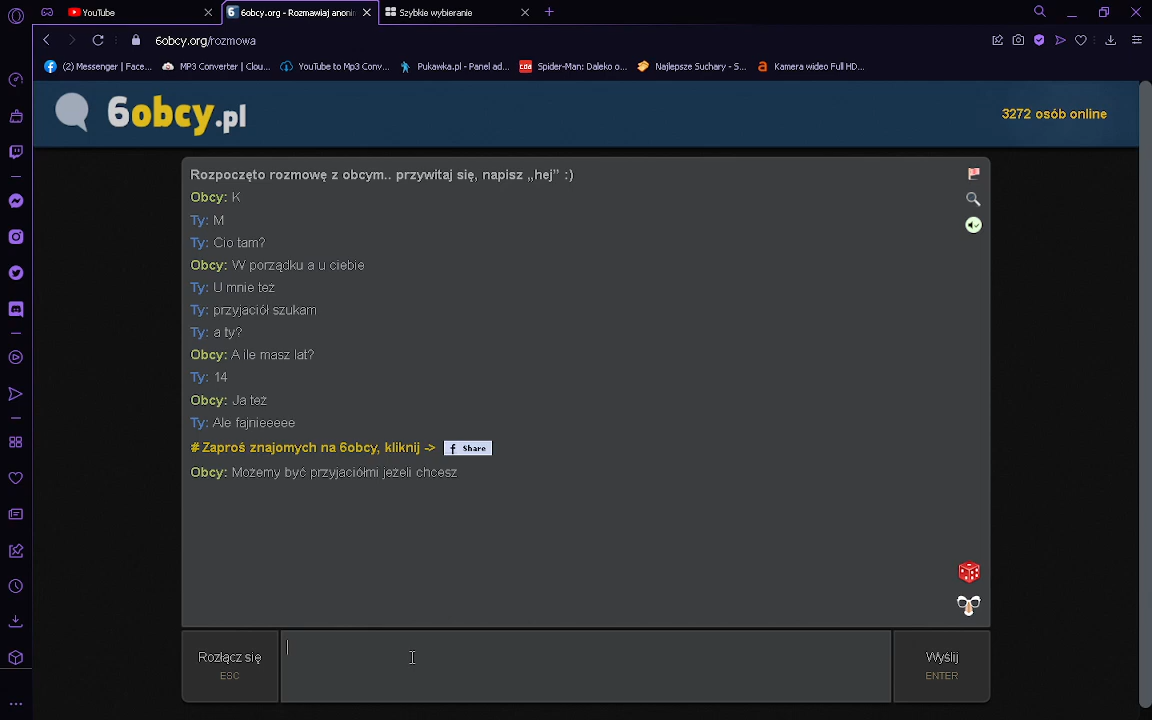 YouTube
6obcy.org - Rozmawiaj anoni
Szybkie wybieranie
6obcy.org/rozmowa
(2) Messenger | Face...
MP3 Converter | Clou...
YouTube to Mp3 Conv...
Pukawka.pl - Panel ad...
Spider-Man: Daleko o...
Najlepsze Suchary - S...
Kamera wideo Full HD...
6obcy.pl
3272 osób online
Rozpoczęto rozmowę z obcym.. przywitaj się, napisz „hej” :)
Obcy: K
Ty: M
Ty: Cio tam?
Obcy: W porządku a u ciebie
Ty: U mnie też
Ty: przyjaciół szukam
Ty: a ty?
Obcy: A ile masz lat?
Ty: 14
Obcy: Ja też
Ty: Ale fajnieeeee
#Zaproś znajomych na 6obcy, kliknij -> f Share
Obcy: Możemy być przyjaciółmi jeżeli chcesz
Rozłącz się
ESC
Wyślij
ENTER